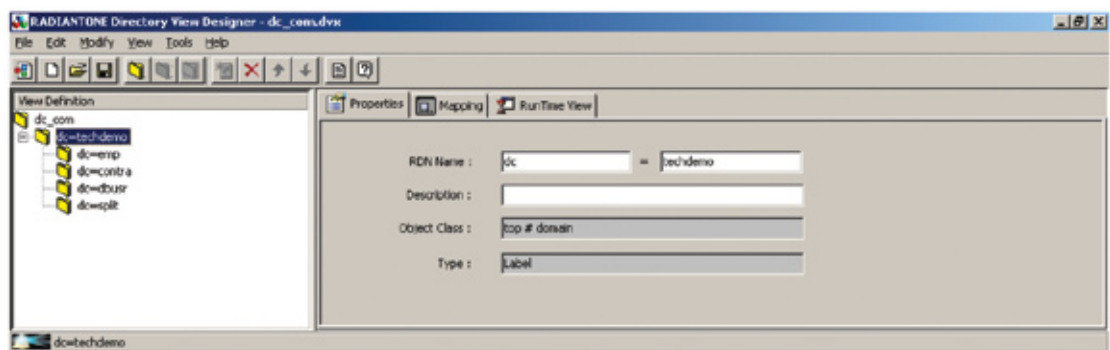 RADIANTONE Directory View Designer - dc_com.dvx
File Edit Modify View Tools Help
View Definition
dc_com
dc=techdemo
dc=emp
dc=contra
dc=dbusr
dc=split
Properties Mapping RunTime View
RDN Name : dc = techdemo
Description :
Object Class : top # domain
Type : Label
dc=techdemo